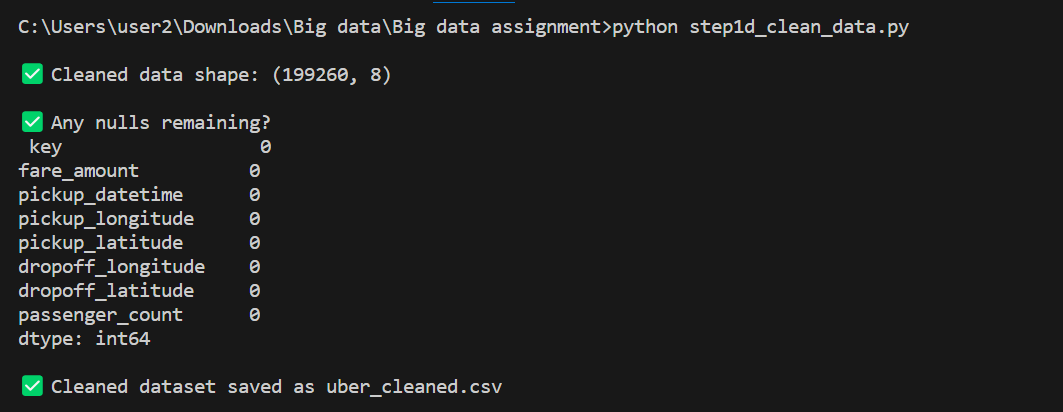 C:\Users\user2\Downloads\Big data\Big data assignment>python step1d_clean_data.py
✅ Cleaned data shape: (199260, 8)
✅ Any nulls remaining?
key 0
fare_amount 0
pickup_datetime 0
pickup_longitude 0
pickup_latitude 0
dropoff_longitude 0
dropoff_latitude 0
passenger_count 0
dtype: int64
✅ Cleaned dataset saved as uber_cleaned.csv